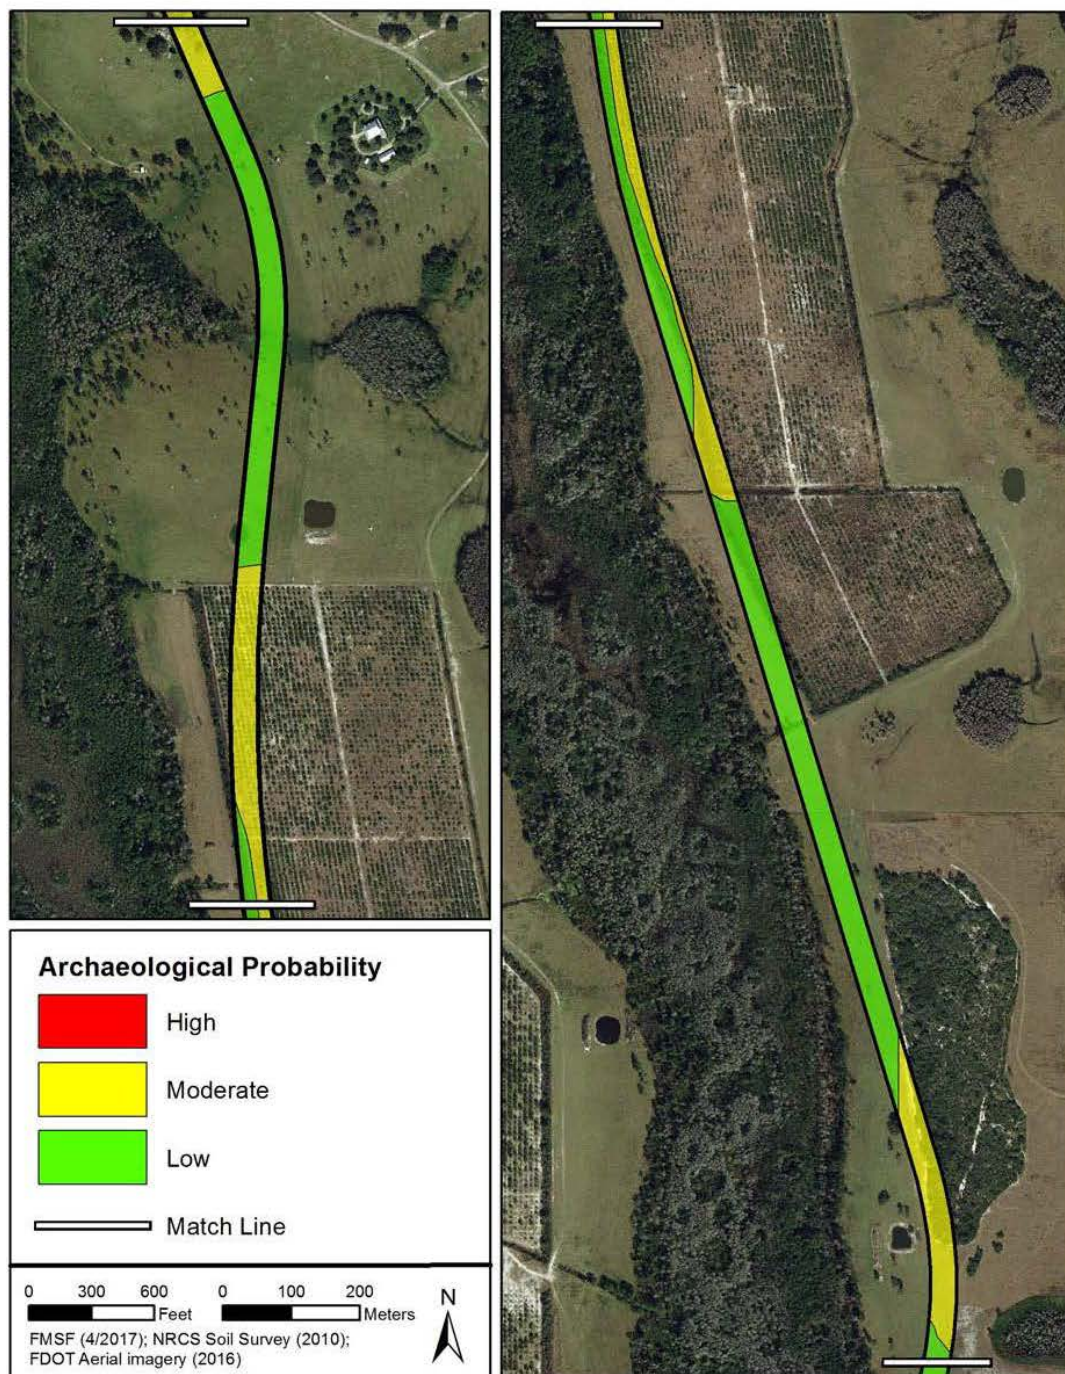 Archaeological Probability
High
Moderate
Low
Match Line
0 300 600
Feet
0 100 200
Meters
N
FMSF (4/2017); NRCS Soil Survey (2010);
FDOT Aerial imagery (2016)